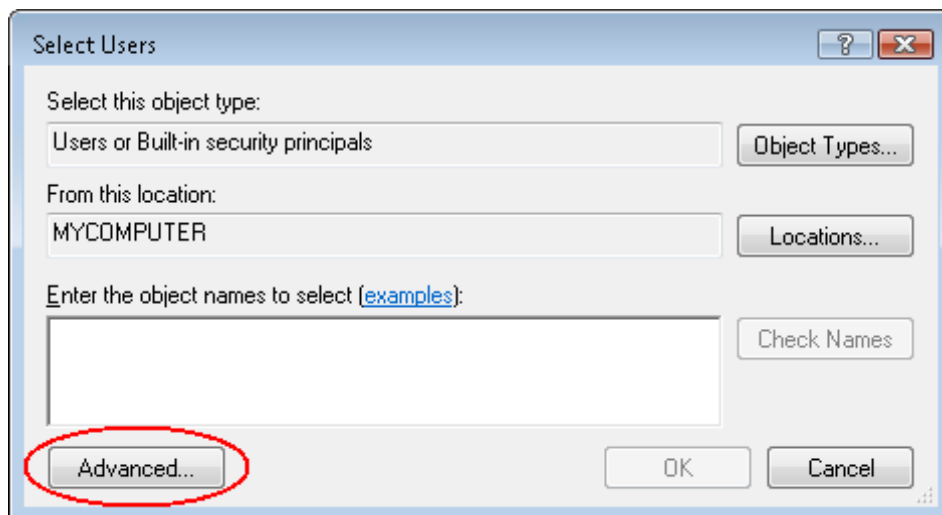 Select Users
Select this object type:
Users or Built-in security principals
Object Types...
From this location:
MYCOMPUTER
Locations...
Enter the object names to select (examples):
Check Names
Advanced...
OK
Cancel